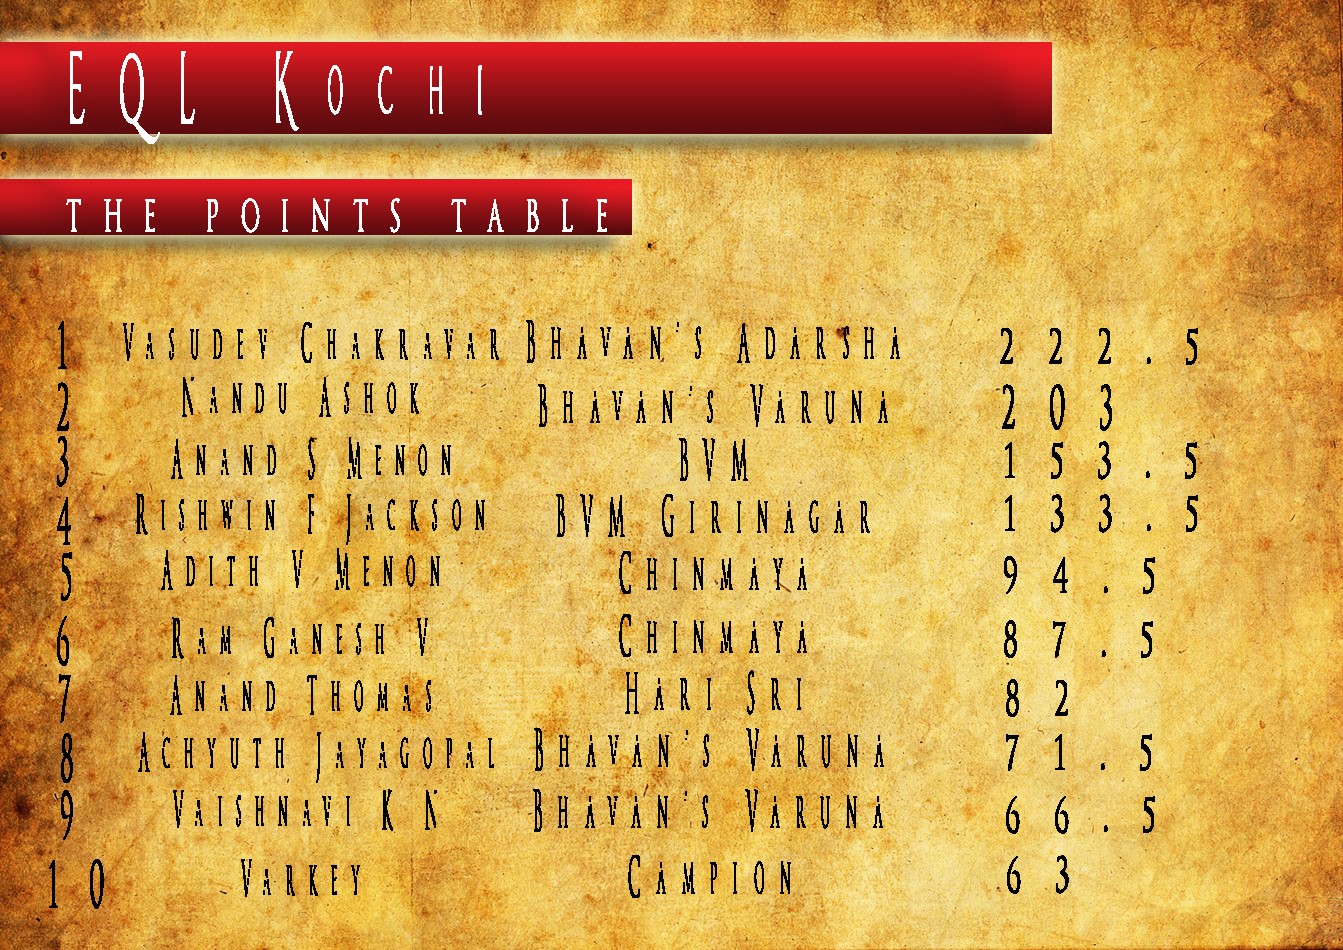 EQL Kochi
THE POINTS TABLE
1 Vasudev Chakravar Bhavan's Adarsha 222.5
2 Nandu Ashok Bhavan's Varuna 203
3 Anand S Menon BVM 153.5
4 Rishwin F Jackson BVM Girinagar 133.5
5 Adith V Menon Chinmaya 94.5
6 Ram Ganesh V Chinmaya 87.5
7 Anand Thomas Hari Sri 82
8 Achyuth Jayagopal Bhavan's Varuna 71.5
9 Vaishnavi K N Bhavan's Varuna 66.5
10 Varkey Campion 63